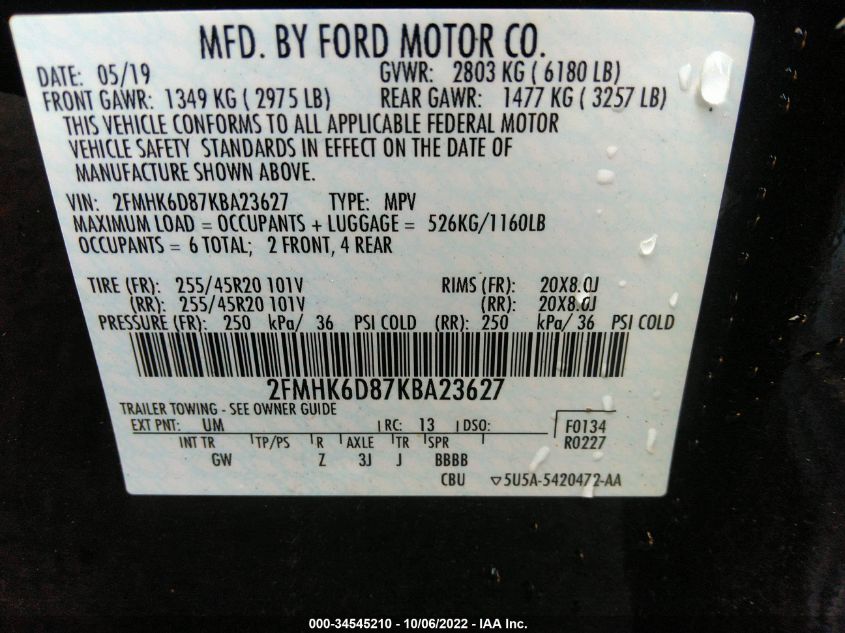 MFD. BY FORD MOTOR CO.
DATE: 05/19 GVWR: 2803 KG ( 6180 LB)
FRONT GAWR: 1349 KG ( 2975 LB) REAR GAWR: 1477 KG ( 3257 LB)
THIS VEHICLE CONFORMS TO ALL APPLICABLE FEDERAL MOTOR
VEHICLE SAFETY STANDARDS IN EFFECT ON THE DATE OF
MANUFACTURE SHOWN ABOVE.
VIN: 2FMHK6D87KBA23627 TYPE: MPV
MAXIMUM LOAD = OCCUPANTS + LUGGAGE = 526KG/1160LB
OCCUPANTS = 6 TOTAL; 2 FRONT, 4 REAR
TIRE (FR): 255/45R20 101V RIMS (FR): 20X8.0J
(RR): 255/45R20 101V (RR): 20X8.0J
PRESSURE (FR): 250 kPa/ 36 PSI COLD (RR): 250 kPa/ 36 PSI COLD
2FMHK6D87KBA23627
TRAILER TOWING - SEE OWNER GUIDE
EXT PNT: UM RC: 13 DSO: F0134
INT TR TP/PS R AXLE TR SPR R0227
GW Z 3J J BBBB
CBU ▽5U5A-5420472-AA
000-34545210 - 10/06/2022 - IAA Inc.